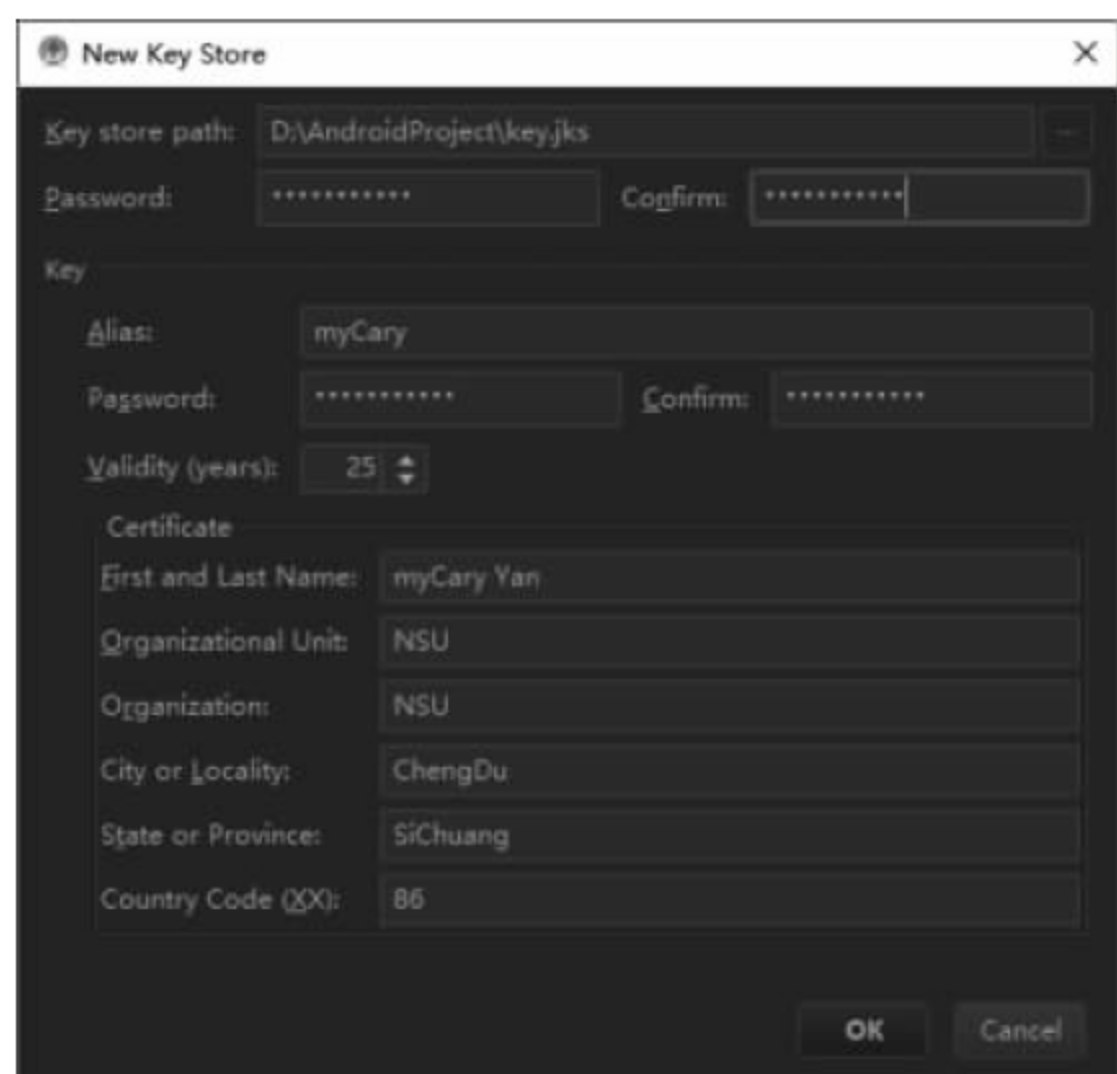 New Key Store
Key store path: D:\AndroidProject\key.jks ...
Password: ••••••••••• Confirm: •••••••••••
Key
Alias: myCary
Password: ••••••••••• Confirm: •••••••••••
Validity (years): 25
Certificate
First and Last Name: myCary Yan
Organizational Unit: NSU
Organization: NSU
City or Locality: ChengDu
State or Province: SiChuang
Country Code (XX): 86
OK Cancel